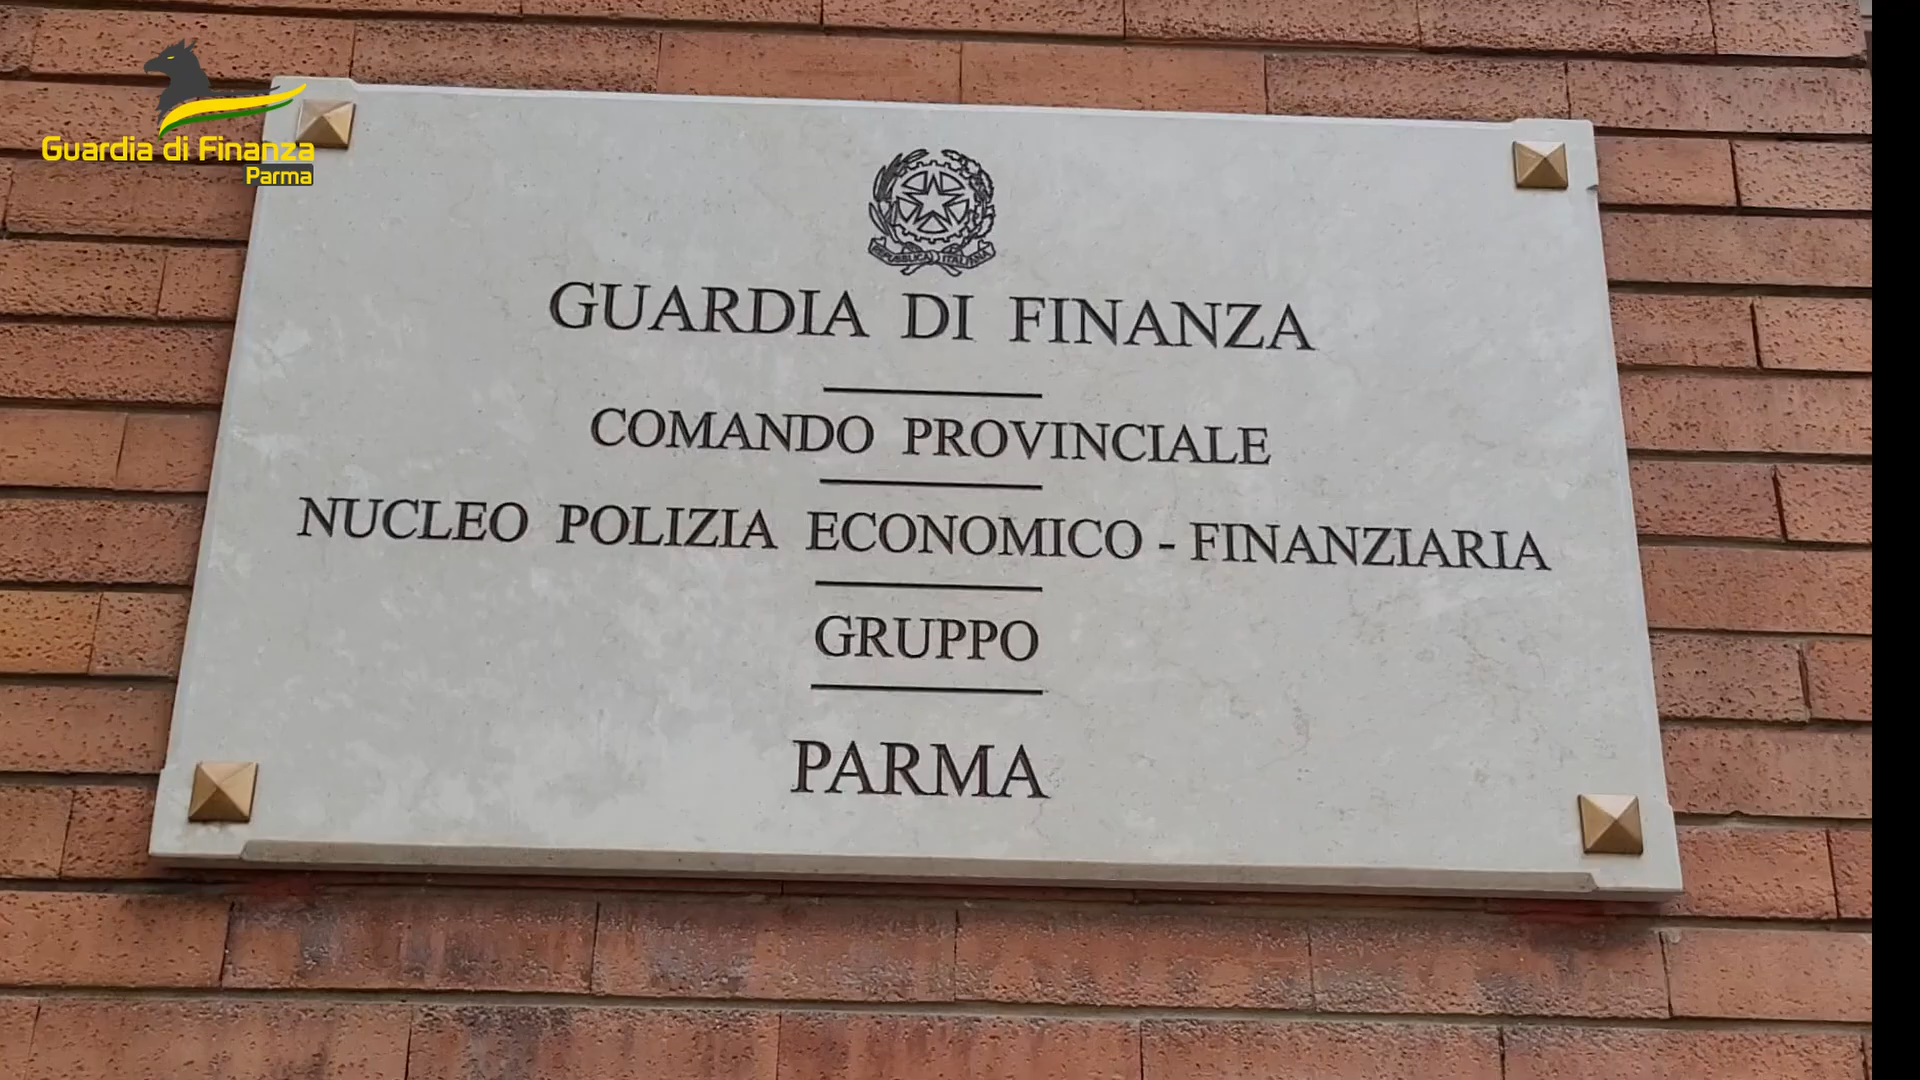 Guardia di Finanza
Parma
REPUBBLICA ITALIANA
GUARDIA DI FINANZA
COMANDO PROVINCIALE
NUCLEO POLIZIA ECONOMICO - FINANZIARIA
GRUPPO
PARMA